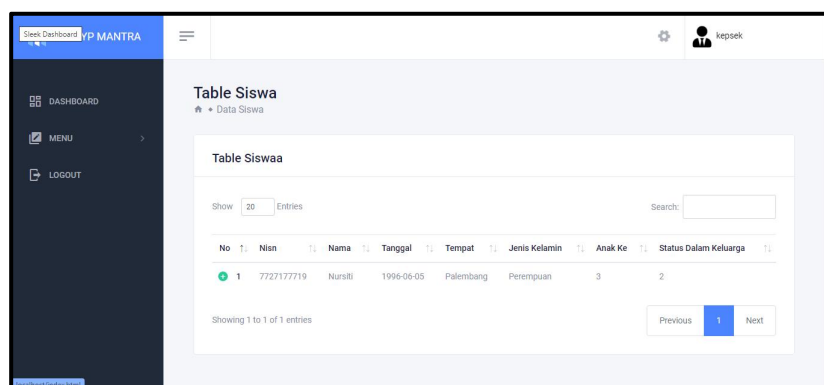 Sleek Dashboard YP MANTRA
kepsek
DASHBOARD
MENU
LOGOUT
Table Siswa
Data Siswa
Table Siswaa
Show 20 Entries
Search:
No Nisn Nama Tanggal Tempat Jenis Kelamin Anak Ke Status Dalam Keluarga
1 7727177719 Nursiti 1996-06-05 Palembang Perempuan 3 2
Showing 1 to 1 of 1 entries
Previous 1 Next